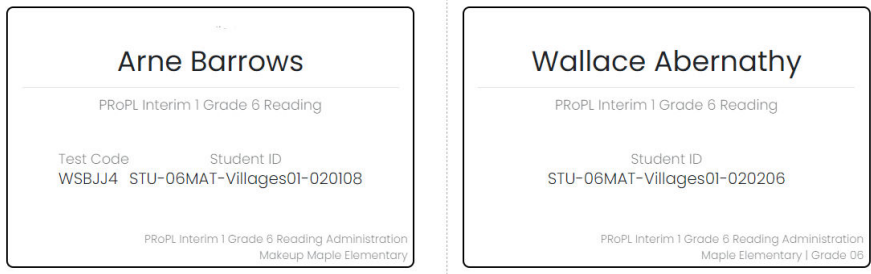 Arne Barrows
PRoPL Interim 1 Grade 6 Reading
Test Code Student ID
WSBJJ4 STU-06MAT-Villages01-020108
PRoPL Interim 1 Grade 6 Reading Administration
Makeup Maple Elementary
Wallace Abernathy
PRoPL Interim 1 Grade 6 Reading
Student ID
STU-06MAT-Villages01-020206
PRoPL Interim 1 Grade 6 Reading Administration
Maple Elementary | Grade 06